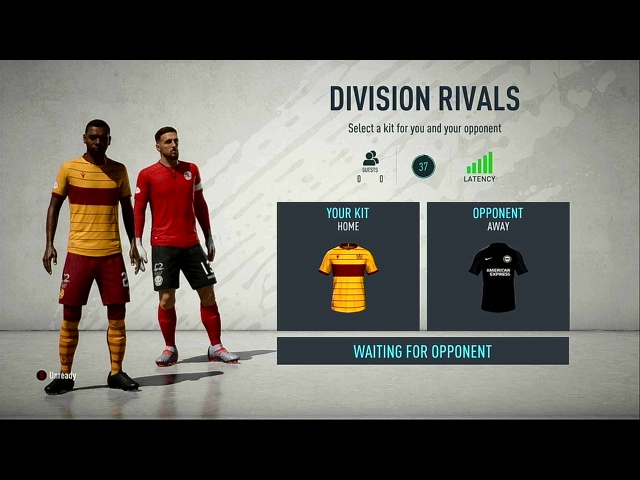 DIVISION RIVALS
Select a kit for you and your opponent
GUESTS
0 0
37
LATENCY
YOUR KIT
HOME
OPPONENT
AWAY
AMERICAN
EXPRESS
WAITING FOR OPPONENT
Unready